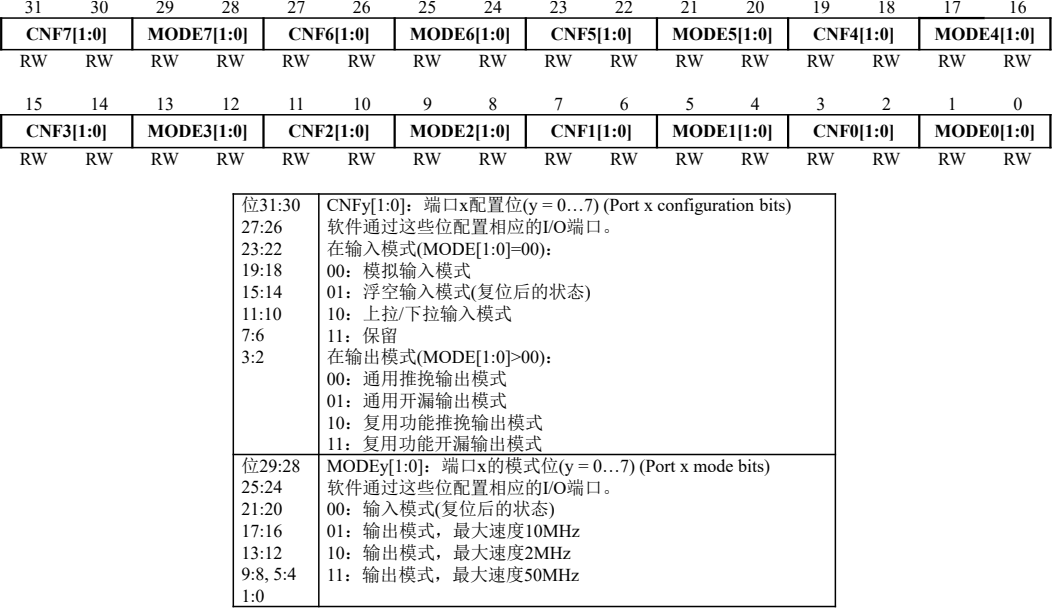 31 30 29 28 27 26 25 24 23 22 21 20 19 18 17 16
CNF7[1:0] MODE7[1:0] CNF6[1:0] MODE6[1:0] CNF5[1:0] MODE5[1:0] CNF4[1:0] MODE4[1:0]
RW RW RW RW RW RW RW RW RW RW RW RW RW RW RW RW
15 14 13 12 11 10 9 8 7 6 5 4 3 2 1 0
CNF3[1:0] MODE3[1:0] CNF2[1:0] MODE2[1:0] CNF1[1:0] MODE1[1:0] CNF0[1:0] MODE0[1:0]
RW RW RW RW RW RW RW RW RW RW RW RW RW RW RW RW
位31:30 CNFy[1:0]：端口x配置位(y = 0…7) (Port x configuration bits)
27:26 软件通过这些位配置相应的I/O端口。
23:22 在输入模式(MODE[1:0]=00)：
19:18 00：模拟输入模式
15:14 01：浮空输入模式(复位后的状态)
11:10 10：上拉/下拉输入模式
7:6 11：保留
3:2 在输出模式(MODE[1:0]>00)：
00：通用推挽输出模式
01：通用开漏输出模式
10：复用功能推挽输出模式
11：复用功能开漏输出模式
位29:28 MODEy[1:0]：端口x的模式位(y = 0…7) (Port x mode bits)
25:24 软件通过这些位配置相应的I/O端口。
21:20 00：输入模式(复位后的状态)
17:16 01：输出模式，最大速度10MHz
13:12 10：输出模式，最大速度2MHz
9:8, 5:4 11：输出模式，最大速度50MHz
1:0